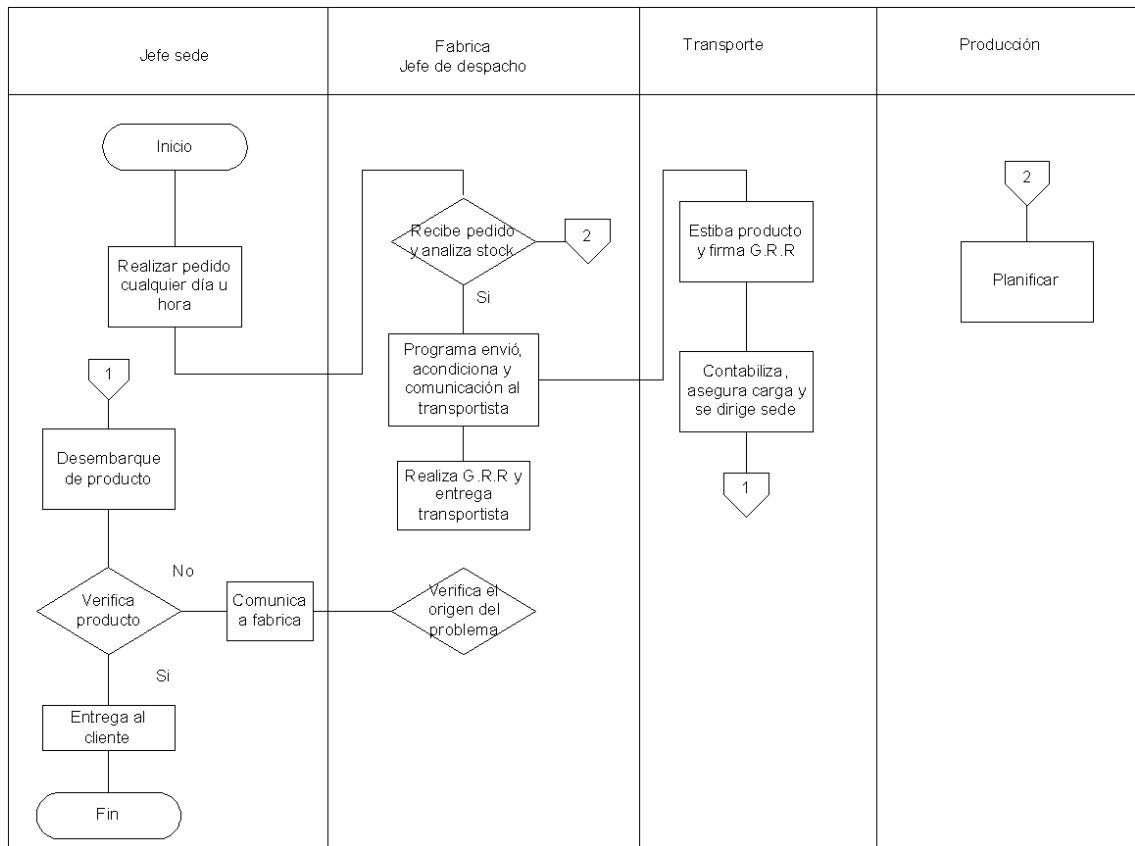 Jefe sede
Fabrica
Jefe de despacho
Transporte
Producción
Inicio
Realizar pedido
cualquier día u
hora
1
Desembarque
de producto
Verifica
producto
No
Si
Comunica
a fabrica
Entrega al
cliente
Fin
Recibe pedido
y analiza stock
2
Si
Programa envió,
acondiciona y
comunicación al
transportista
Realiza G.R.R y
entrega
transportista
Verifica el
origen del
problema
Estiba producto
y firma G.R.R
Contabiliza,
asegura carga y
se dirige sede
1
2
Planificar